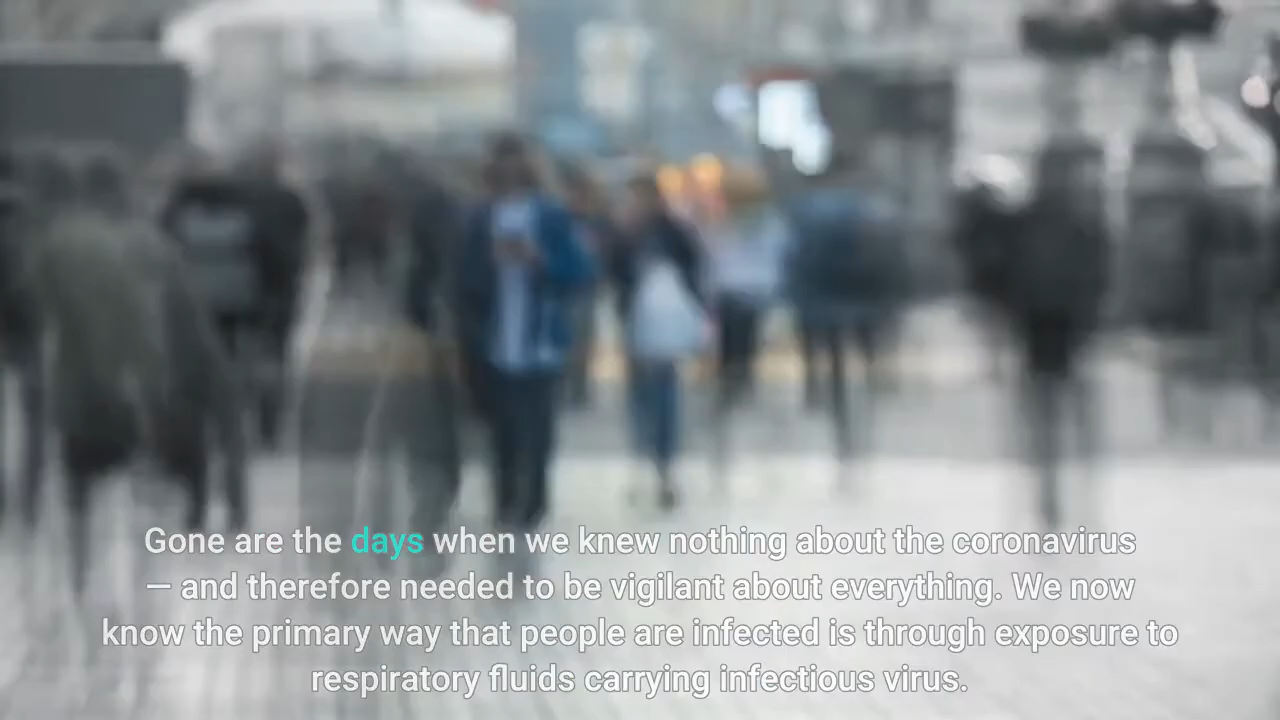 Gone are the days when we knew nothing about the coronavirus
— and therefore needed to be vigilant about everything. We now
know the primary way that people are infected is through exposure to
respiratory fluids carrying infectious virus.